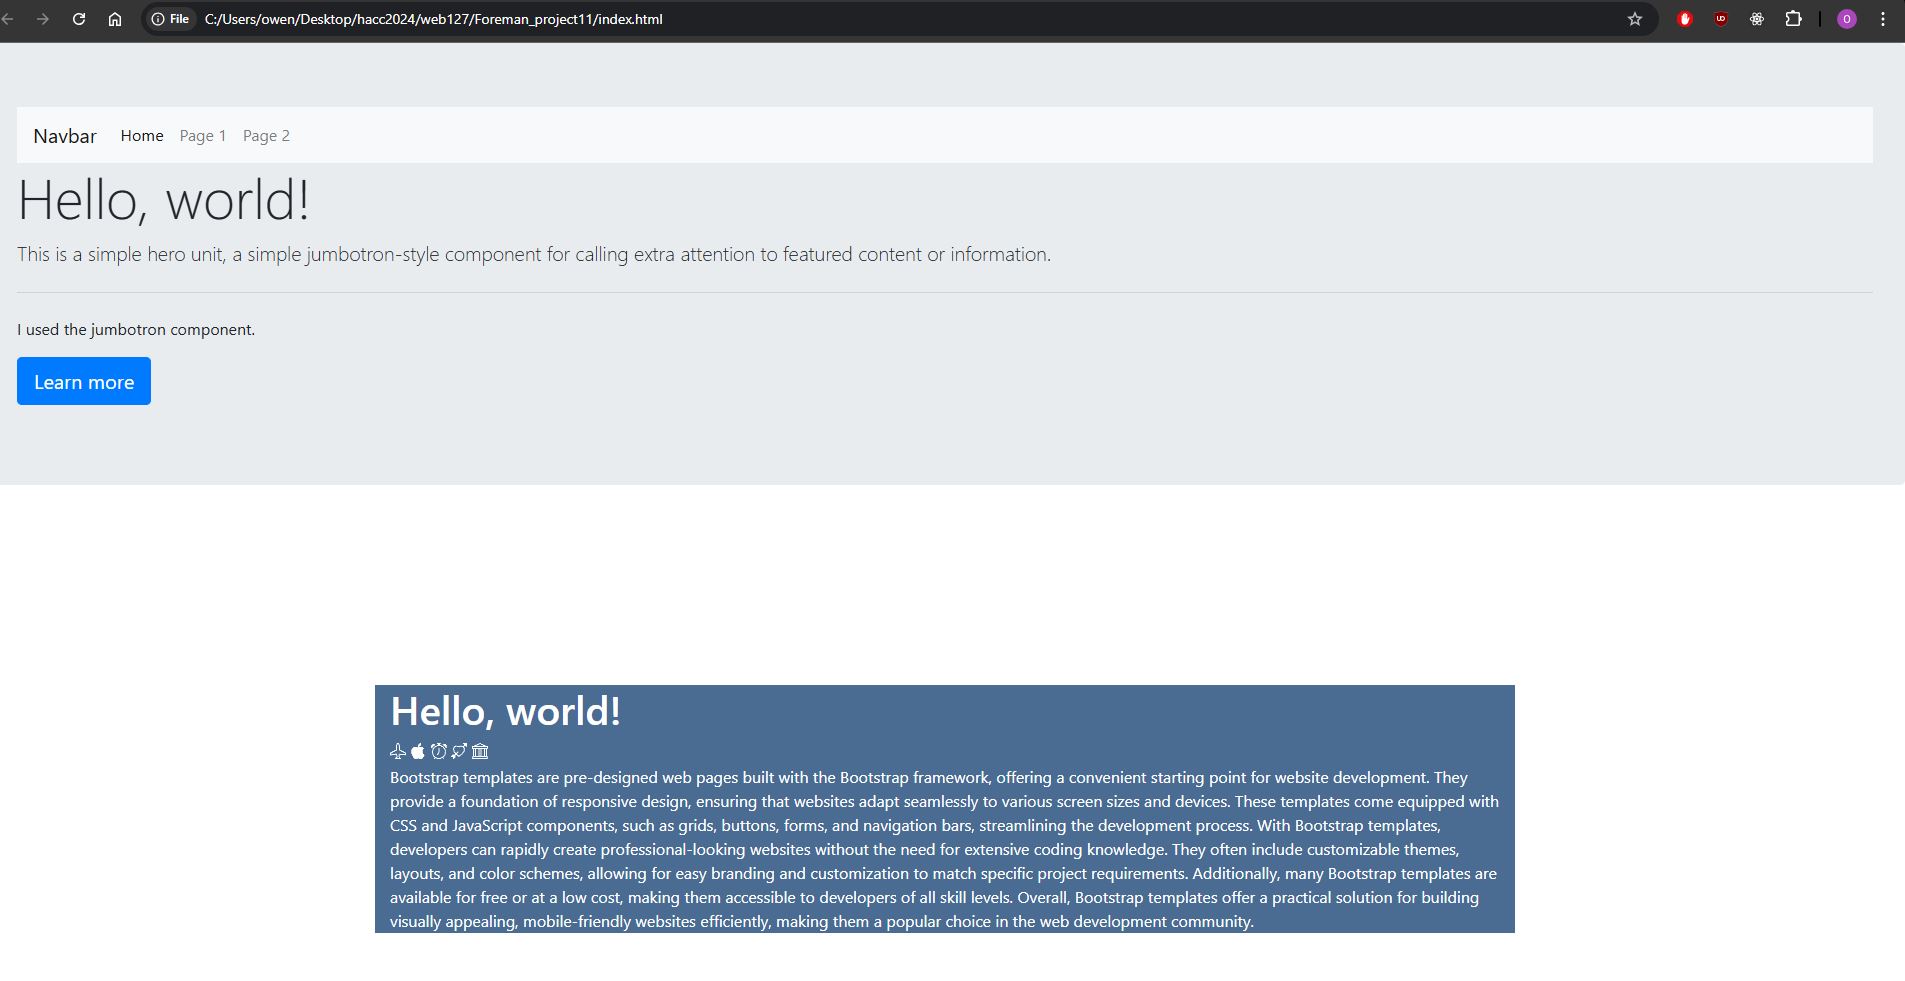 File C:/Users/owen/Desktop/hacc2024/web127/Foreman_project11/index.html
O
Navbar Home Page 1 Page 2
Hello, world!
This is a simple hero unit, a simple jumbotron-style component for calling extra attention to featured content or information.
I used the jumbotron component.
Learn more
Hello, world!
Bootstrap templates are pre-designed web pages built with the Bootstrap framework, offering a convenient starting point for website development. They
provide a foundation of responsive design, ensuring that websites adapt seamlessly to various screen sizes and devices. These templates come equipped with
CSS and JavaScript components, such as grids, buttons, forms, and navigation bars, streamlining the development process. With Bootstrap templates,
developers can rapidly create professional-looking websites without the need for extensive coding knowledge. They often include customizable themes,
layouts, and color schemes, allowing for easy branding and customization to match specific project requirements. Additionally, many Bootstrap templates are
available for free or at a low cost, making them accessible to developers of all skill levels. Overall, Bootstrap templates offer a practical solution for building
visually appealing, mobile-friendly websites efficiently, making them a popular choice in the web development community.